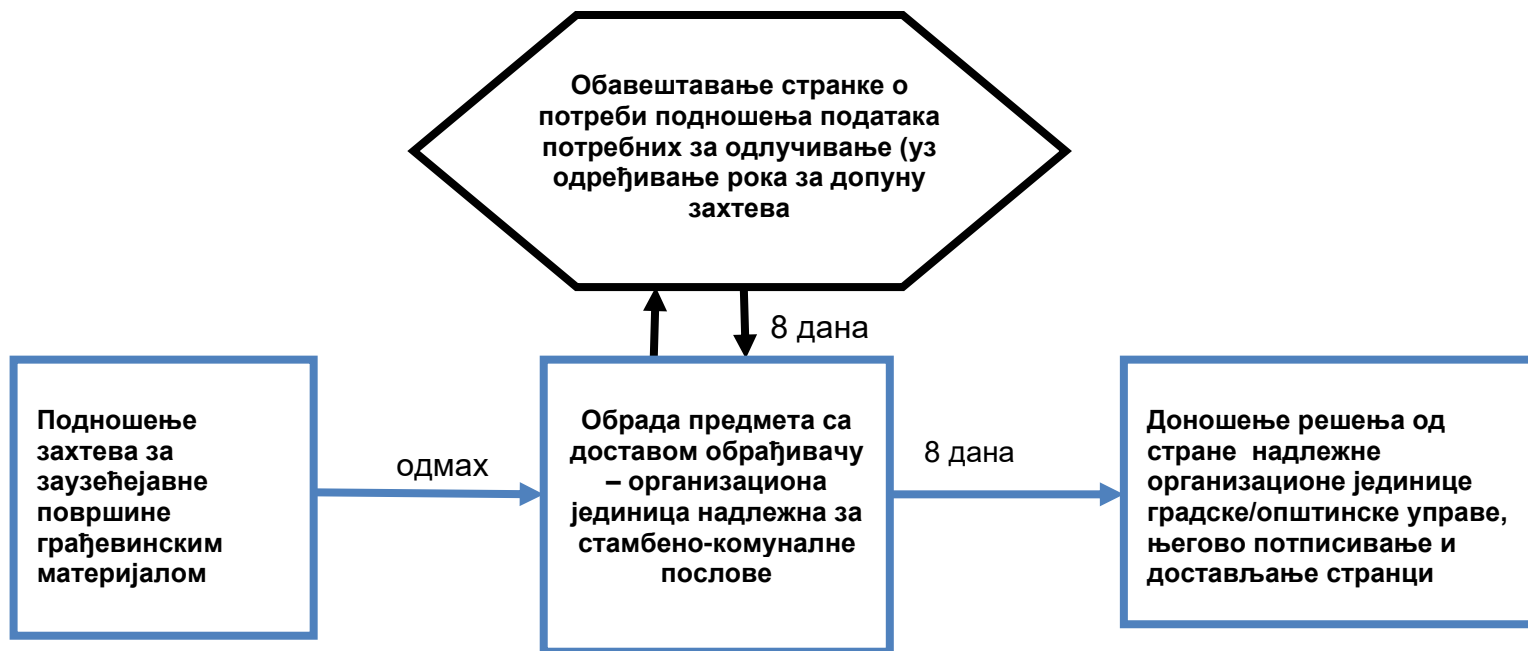 Обавештавање странке о
потреби подношења података
потребних за одлучивање (уз
одређивање рока за допуну
захтева
8 дана
Подношење
захтева за
заузећејавне
површине
грађевинским
материјалом
одмах
Обрада предмета са
доставом обрађивачу
– организациона
јединица надлежна за
стамбено-комуналне
послове
8 дана
Доношење решења од
стране  надлежне
организационе јединице
градске/општинске управе,
његово потписивање и
достављање странци